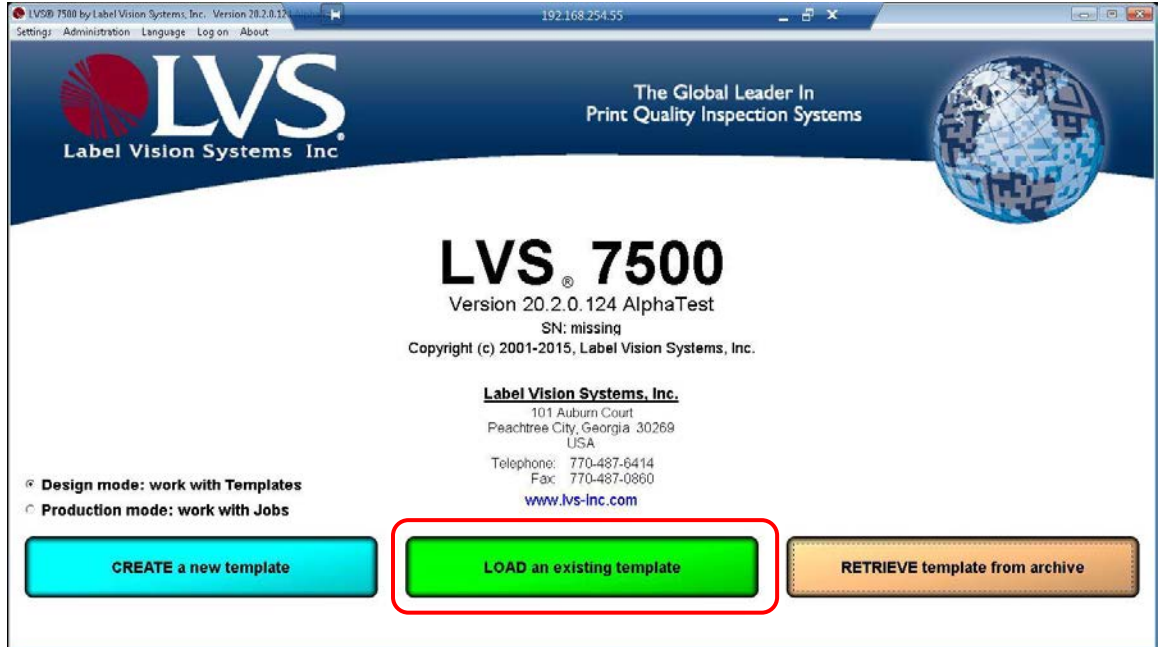 LVS® 7500 by Label Vision Systems, Inc. Version 20.2.0.12
192.168.254.55
Settings Administration Language Log on About
LVS
Label Vision Systems Inc
The Global Leader In
Print Quality Inspection Systems
LVS® 7500
Version 20.2.0.124 AlphaTest
SN: missing
Copyright (c) 2001-2015, Label Vision Systems, Inc.
Label Vision Systems, Inc.
101 Auburn Court
Peachtree City, Georgia 30269
USA
Telephone: 770-487-6414
Fax: 770-487-0860
www.lvs-inc.com
Design mode: work with Templates
Production mode: work with Jobs
CREATE a new template
LOAD an existing template
RETRIEVE template from archive